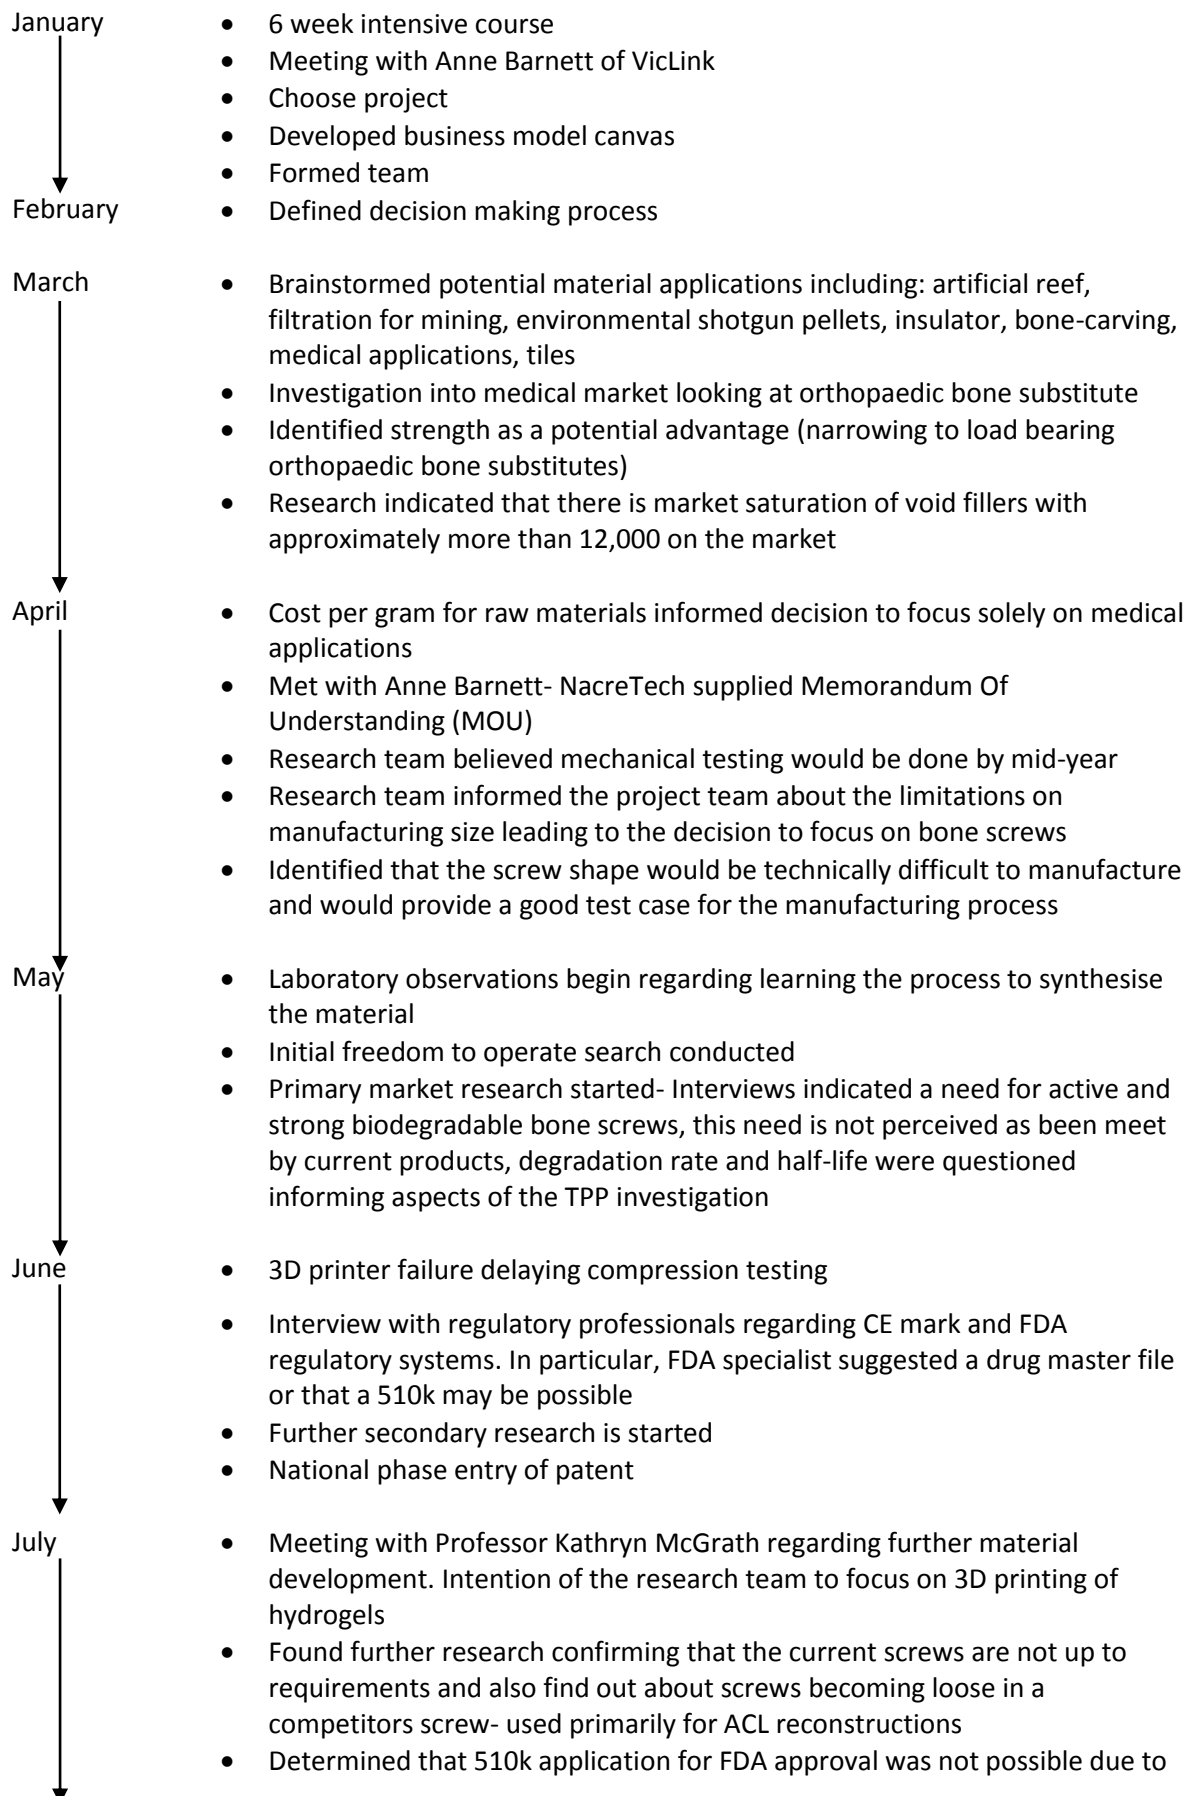 January
• 6 week intensive course
• Meeting with Anne Barnett of VicLink
• Choose project
• Developed business model canvas
• Formed team
February
• Defined decision making process
March
• Brainstormed potential material applications including: artificial reef,
filtration for mining, environmental shotgun pellets, insulator, bone-carving,
medical applications, tiles
• Investigation into medical market looking at orthopaedic bone substitute
• Identified strength as a potential advantage (narrowing to load bearing
orthopaedic bone substitutes)
• Research indicated that there is market saturation of void fillers with
approximately more than 12,000 on the market
April
• Cost per gram for raw materials informed decision to focus solely on medical
applications
• Met with Anne Barnett- NacreTech supplied Memorandum Of
Understanding (MOU)
• Research team believed mechanical testing would be done by mid-year
• Research team informed the project team about the limitations on
manufacturing size leading to the decision to focus on bone screws
• Identified that the screw shape would be technically difficult to manufacture
and would provide a good test case for the manufacturing process
May
• Laboratory observations begin regarding learning the process to synthesise
the material
• Initial freedom to operate search conducted
• Primary market research started- Interviews indicated a need for active and
strong biodegradable bone screws, this need is not perceived as been meet
by current products, degradation rate and half-life were questioned
informing aspects of the TPP investigation
June
• 3D printer failure delaying compression testing
• Interview with regulatory professionals regarding CE mark and FDA
regulatory systems. In particular, FDA specialist suggested a drug master file
or that a 510k may be possible
• Further secondary research is started
• National phase entry of patent
July
• Meeting with Professor Kathryn McGrath regarding further material
development. Intention of the research team to focus on 3D printing of
hydrogels
• Found further research confirming that the current screws are not up to
requirements and also find out about screws becoming loose in a
competitors screw- used primarily for ACL reconstructions
• Determined that 510k application for FDA approval was not possible due to